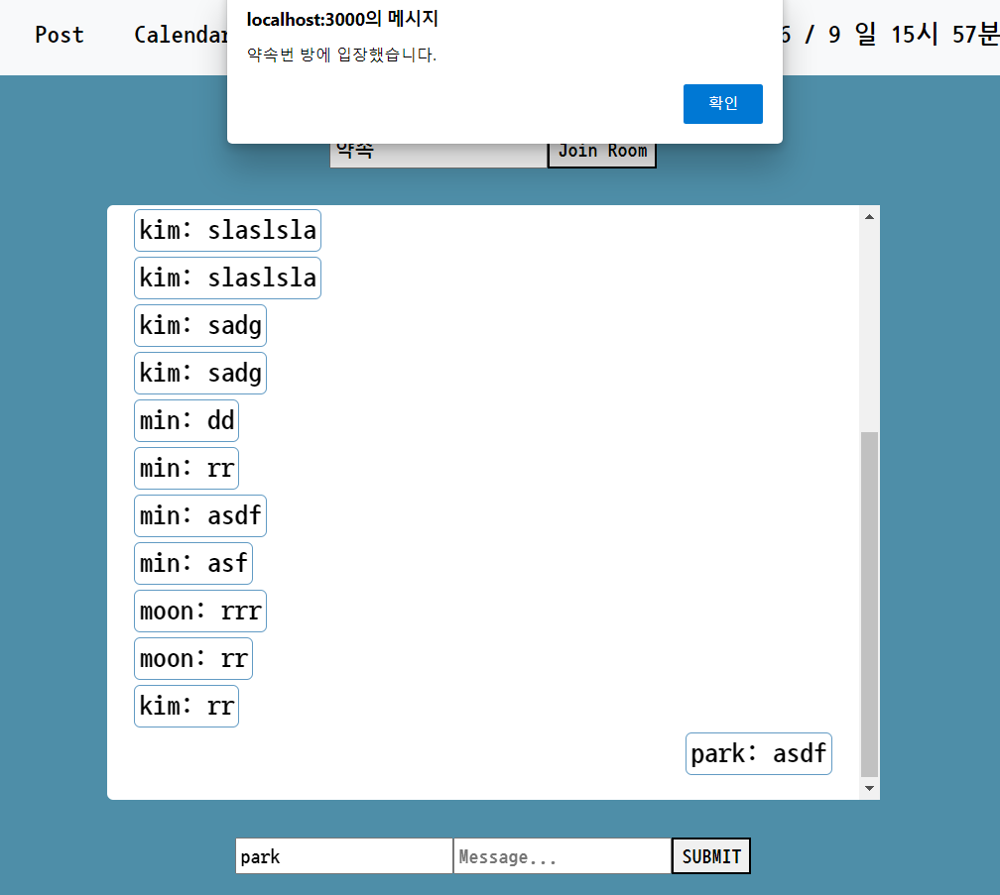 Post Calendar
6 / 9 일 15시 57분
localhost:3000의 메시지
약속번 방에 입장했습니다.
확인
약속 Join Room
kim: slaslsla
kim: slaslsla
kim: sadg
kim: sadg
min: dd
min: rr
min: asdf
min: asf
moon: rrr
moon: rr
kim: rr
park: asdf
park Message... SUBMIT